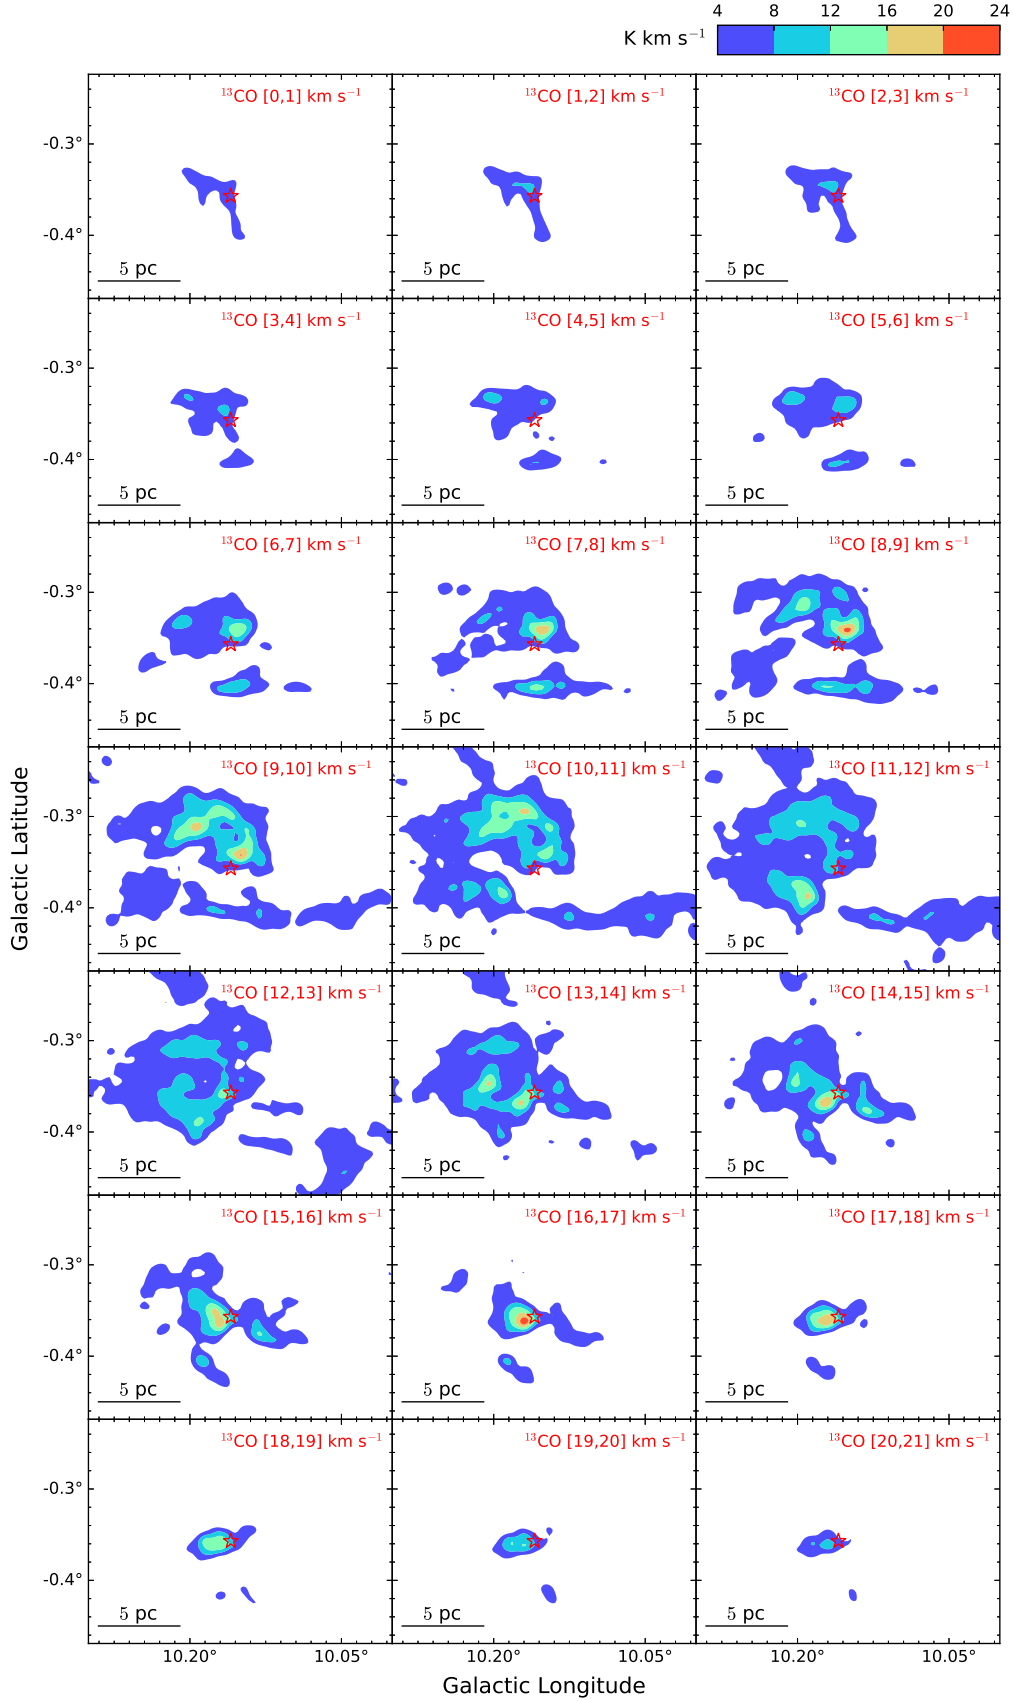 4 8 12 16 20 24
K km s⁻¹
¹³CO [0,1] km s⁻¹ ¹³CO [1,2] km s⁻¹ ¹³CO [2,3] km s⁻¹
-0.3°
-0.4°
5 pc 5 pc 5 pc
¹³CO [3,4] km s⁻¹ ¹³CO [4,5] km s⁻¹ ¹³CO [5,6] km s⁻¹
-0.3°
-0.4°
5 pc 5 pc 5 pc
¹³CO [6,7] km s⁻¹ ¹³CO [7,8] km s⁻¹ ¹³CO [8,9] km s⁻¹
-0.3°
-0.4°
5 pc 5 pc 5 pc
¹³CO [9,10] km s⁻¹ ¹³CO [10,11] km s⁻¹ ¹³CO [11,12] km s⁻¹
-0.3°
Galactic Latitude
-0.4°
5 pc 5 pc 5 pc
¹³CO [12,13] km s⁻¹ ¹³CO [13,14] km s⁻¹ ¹³CO [14,15] km s⁻¹
-0.3°
-0.4°
5 pc 5 pc 5 pc
¹³CO [15,16] km s⁻¹ ¹³CO [16,17] km s⁻¹ ¹³CO [17,18] km s⁻¹
-0.3°
-0.4°
5 pc 5 pc 5 pc
¹³CO [18,19] km s⁻¹ ¹³CO [19,20] km s⁻¹ ¹³CO [20,21] km s⁻¹
-0.3°
-0.4°
5 pc 5 pc 5 pc
10.20° 10.05° 10.20° 10.05° 10.20° 10.05°
Galactic Longitude